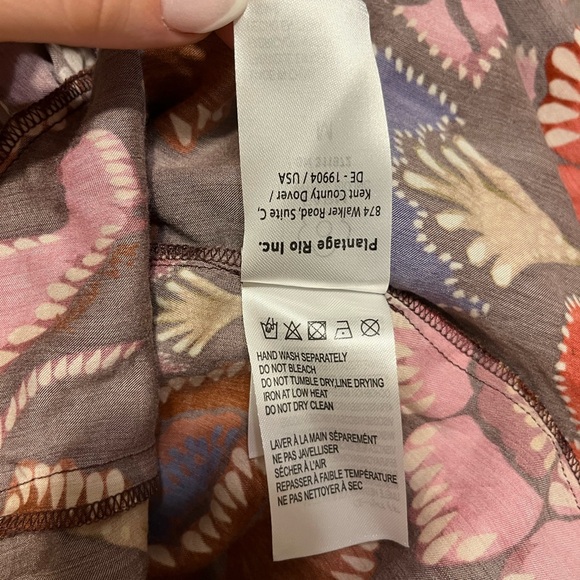 Plantage Rio Inc.
874 Walker Road, Suite C,
Kent County Dover /
DE - 19904 / USA
HAND WASH SEPARATELY
DO NOT BLEACH
DO NOT TUMBLE DRY,LINE DRYING
IRON AT LOW HEAT
DO NOT DRY CLEAN
LAVER À LA MAIN SÉPAREMENT
NE PAS JAVELLISER
SÉCHER À L'AIR
REPASSER À FAIBLE TEMPÉRATURE
NE PAS NETTOYER À SEC